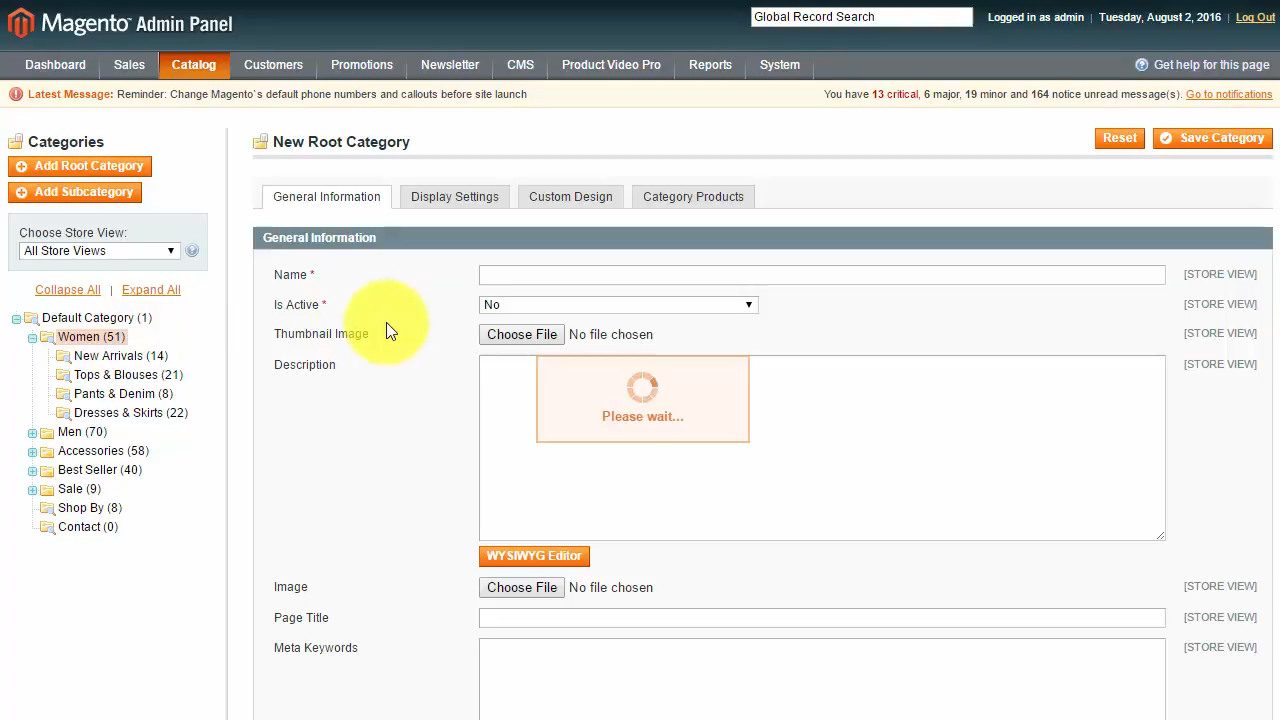 Magento Admin Panel
Global Record Search
Logged in as admin | Tuesday, August 2, 2016 | Log Out
Dashboard Sales Catalog Customers Promotions Newsletter CMS Product Video Pro Reports System
Get help for this page
Latest Message: Reminder: Change Magento`s default phone numbers and callouts before site launch
You have 13 critical, 6 major, 19 minor and 164 notice unread message(s). Go to notifications
Categories
Add Root Category
Add Subcategory
Choose Store View:
All Store Views
Collapse All | Expand All
Default Category (1)
Women (51)
New Arrivals (14)
Tops & Blouses (21)
Pants & Denim (8)
Dresses & Skirts (22)
Men (70)
Accessories (58)
Best Seller (40)
Sale (9)
Shop By (8)
Contact (0)
New Root Category
Reset
Save Category
General Information Display Settings Custom Design Category Products
General Information
Name * [STORE VIEW]
Is Active * No [STORE VIEW]
Thumbnail Image Choose File No file chosen [STORE VIEW]
Description [STORE VIEW]
Please wait...
WYSIWYG Editor
Image Choose File No file chosen [STORE VIEW]
Page Title [STORE VIEW]
Meta Keywords [STORE VIEW]